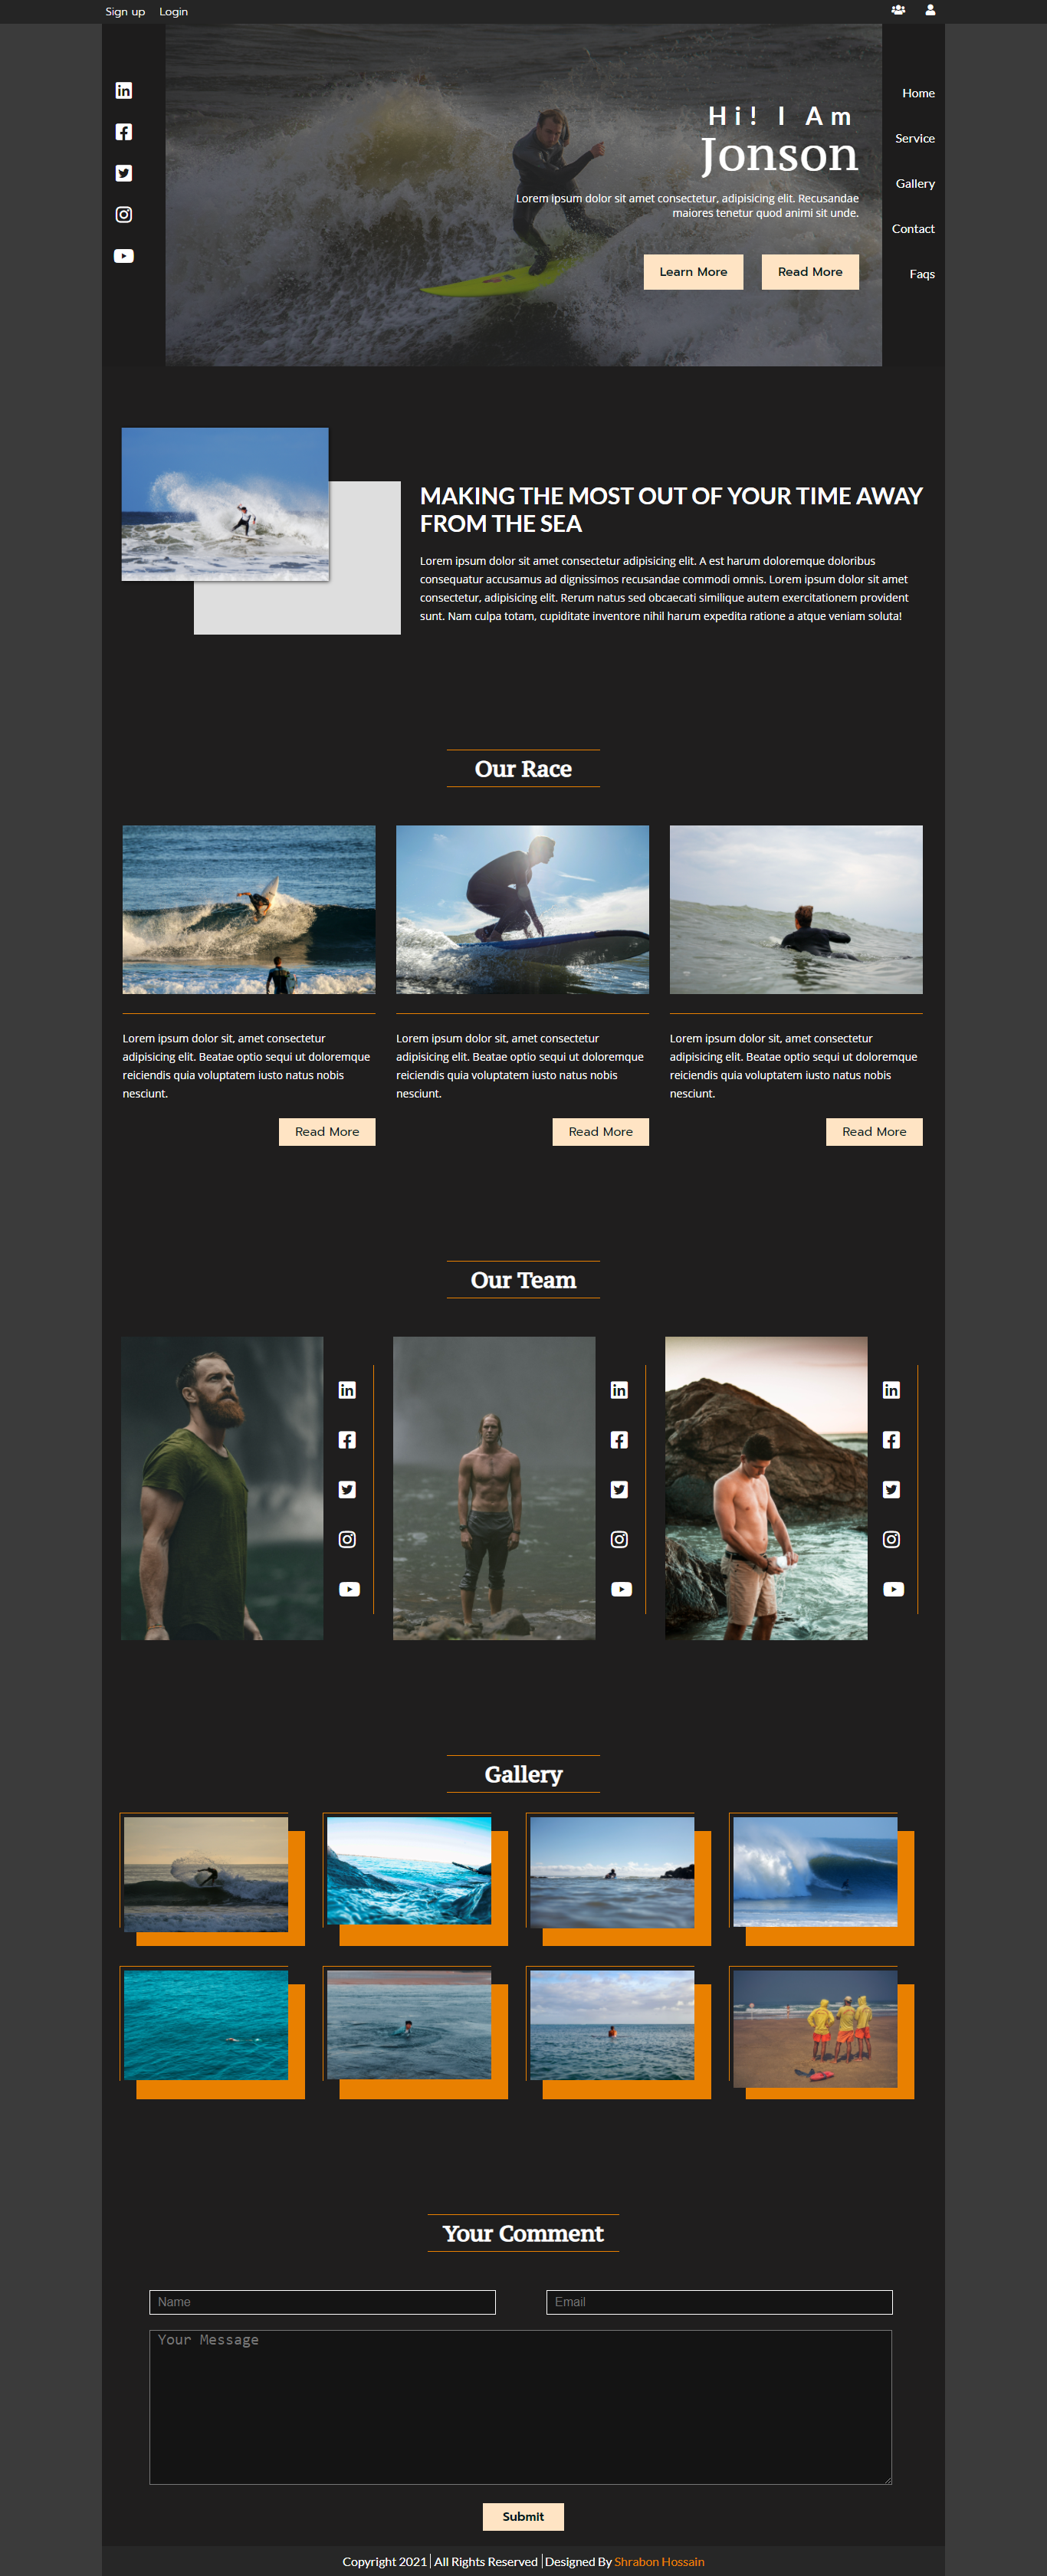 Sign up Login
Hi! I Am
Jonson
Lorem ipsum dolor sit amet consectetur, adipisicing elit. Recusandae
maiores tenetur quod animi sit unde.
Learn More Read More
Home
Service
Gallery
Contact
Faqs
MAKING THE MOST OUT OF YOUR TIME AWAY
FROM THE SEA
Lorem ipsum dolor sit amet consectetur adipisicing elit. A est harum doloremque doloribus
consequatur accusamus ad dignissimos recusandae commodi omnis. Lorem ipsum dolor sit amet
consectetur, adipisicing elit. Rerum natus sed obcaecati similique autem exercitationem provident
sunt. Nam culpa totam, cupiditate inventore nihil harum expedita ratione a atque veniam soluta!
Our Race
Lorem ipsum dolor sit, amet consectetur
adipisicing elit. Beatae optio sequi ut doloremque
reiciendis quia voluptatem iusto natus nobis
nesciunt.
Read More
Lorem ipsum dolor sit, amet consectetur
adipisicing elit. Beatae optio sequi ut doloremque
reiciendis quia voluptatem iusto natus nobis
nesciunt.
Read More
Lorem ipsum dolor sit, amet consectetur
adipisicing elit. Beatae optio sequi ut doloremque
reiciendis quia voluptatem iusto natus nobis
nesciunt.
Read More
Our Team
Gallery
Your Comment
Name
Email
Your Message
Submit
Copyright 2021 | All Rights Reserved | Designed By Shrabon Hossain